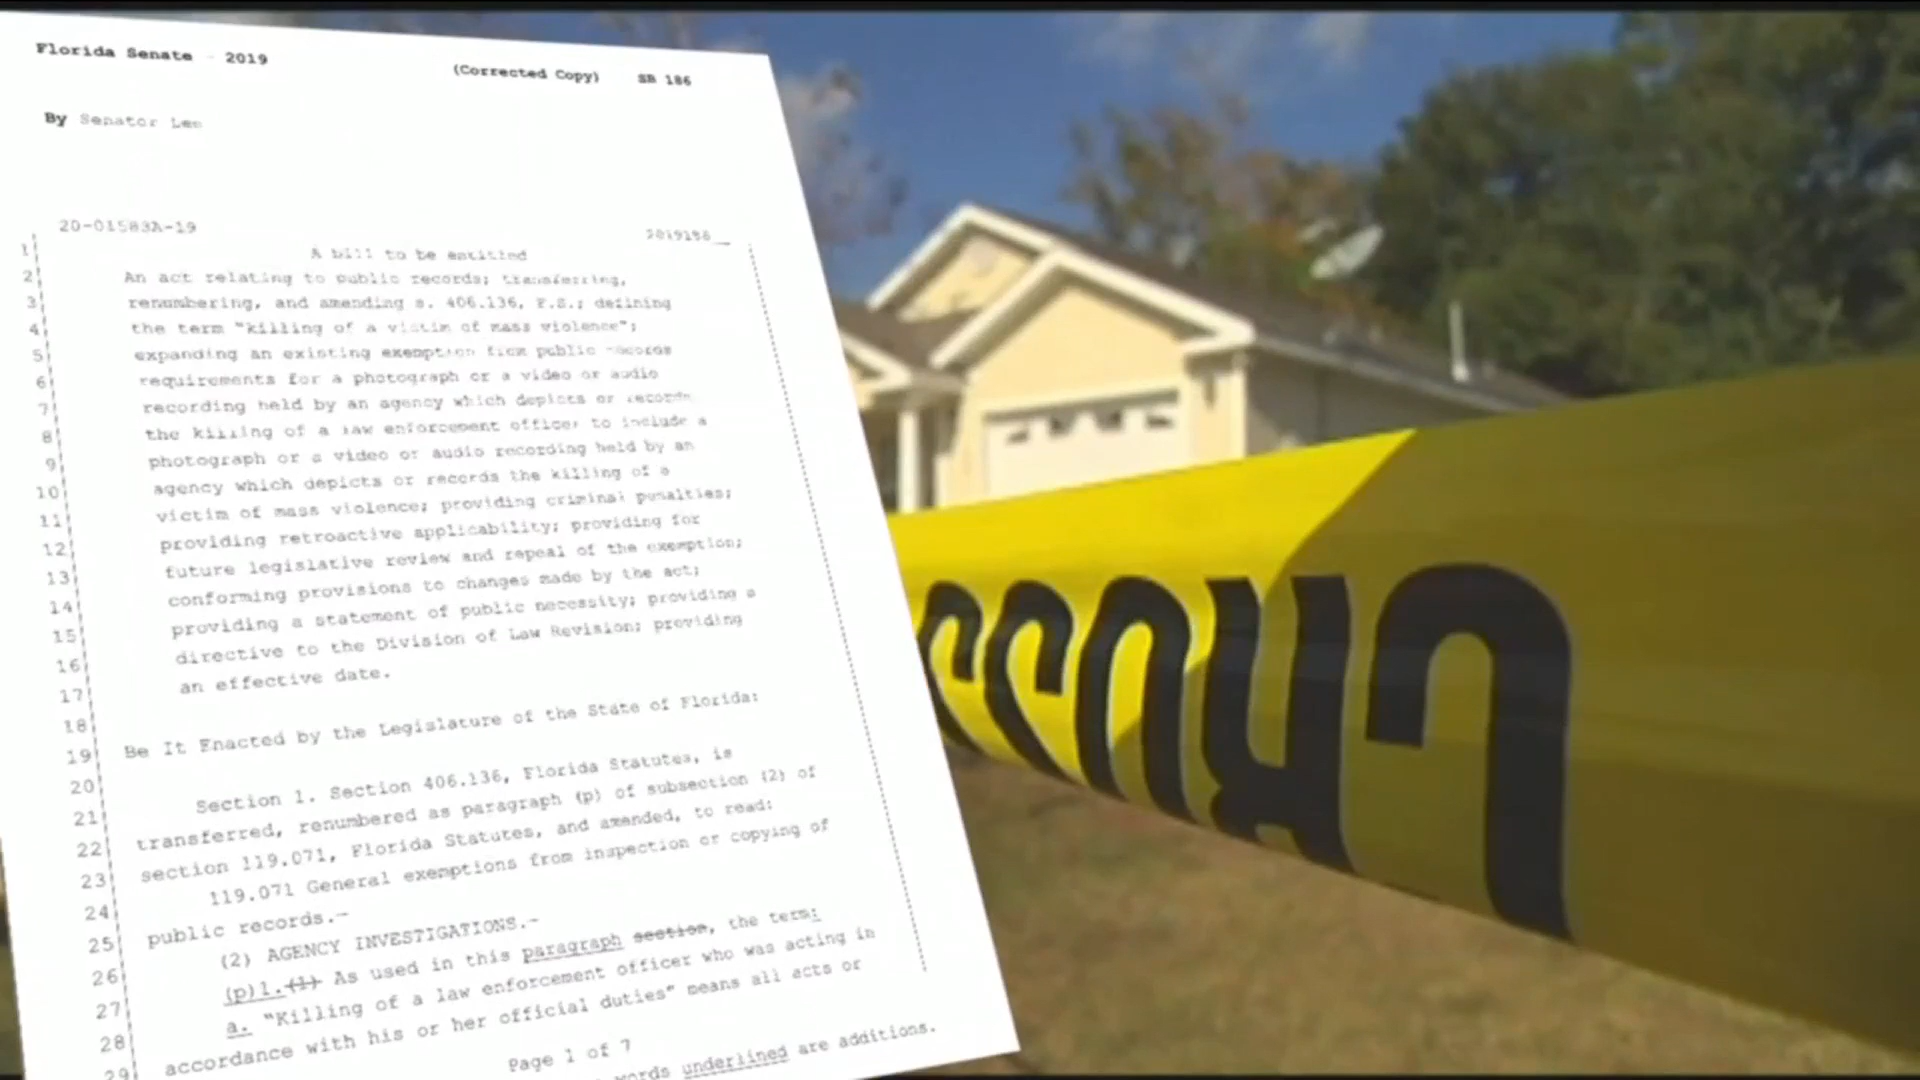 Florida Senate - 2019
(Corrected Copy) SB 186
By Senator Lee
20-01583A-19
2019186__
1 A bill to be entitled
2 An act relating to public records; transferring,
3 renumbering, and amending s. 406.136, F.S.; defining
4 the term "killing of a victim of mass violence";
5 expanding an existing exemption from public records
6 requirements for a photograph or a video or audio
7 recording held by an agency which depicts or records
8 the killing of a law enforcement officer to include a
9 photograph or a video or audio recording held by an
10 agency which depicts or records the killing of a
11 victim of mass violence; providing criminal penalties;
12 providing retroactive applicability; providing for
13 future legislative review and repeal of the exemption;
14 conforming provisions to changes made by the act;
15 providing a statement of public necessity; providing a
16 directive to the Division of Law Revision; providing
17 an effective date.
18
19 Be It Enacted by the Legislature of the State of Florida:
20
21 Section 1. Section 406.136, Florida Statutes, is
22 transferred, renumbered as paragraph (p) of subsection (2) of
23 section 119.071, Florida Statutes, and amended, to read:
24 119.071 General exemptions from inspection or copying of
25 public records.—
26 (2) AGENCY INVESTIGATIONS.—
27 (p)1.(1) As used in this paragraph section, the term:
28 a. "Killing of a law enforcement officer who was acting in
29 accordance with his or her official duties" means all acts or
Page 1 of 7
words underlined are additions.
CROSS